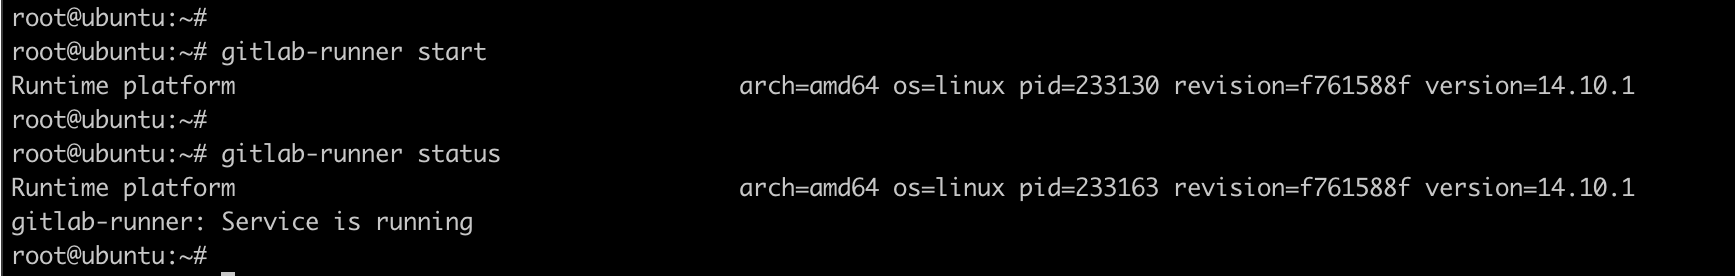 root@ubuntu:~#
root@ubuntu:~# gitlab-runner start
Runtime platform                                    arch=amd64 os=linux pid=233130 revision=f761588f version=14.10.1
root@ubuntu:~#
root@ubuntu:~# gitlab-runner status
Runtime platform                                    arch=amd64 os=linux pid=233163 revision=f761588f version=14.10.1
gitlab-runner: Service is running
root@ubuntu:~#